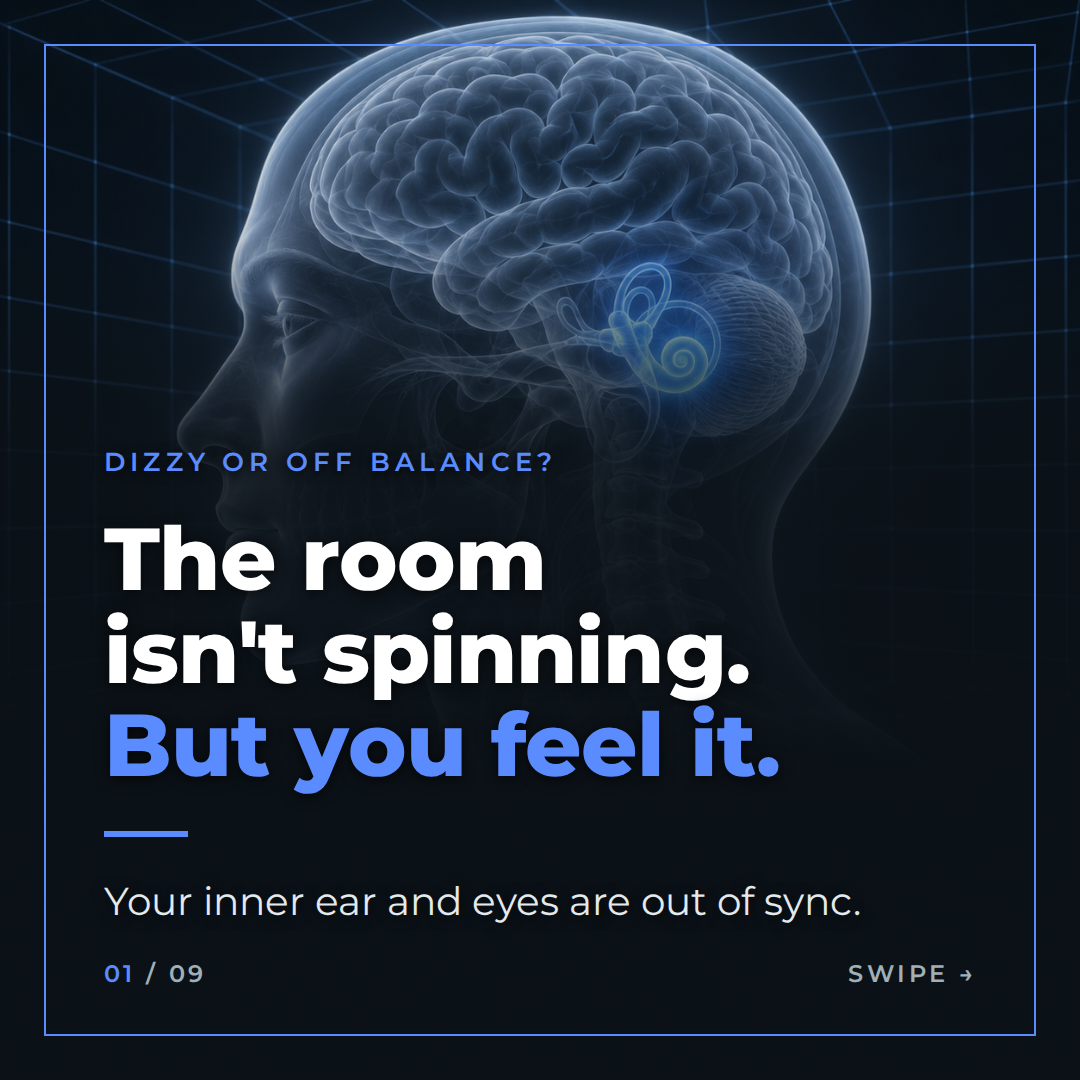 DIZZY OR OFF BALANCE?
The room
isn't spinning.
But you feel it.
Your inner ear and eyes are out of sync.
01 / 09
SWIPE →